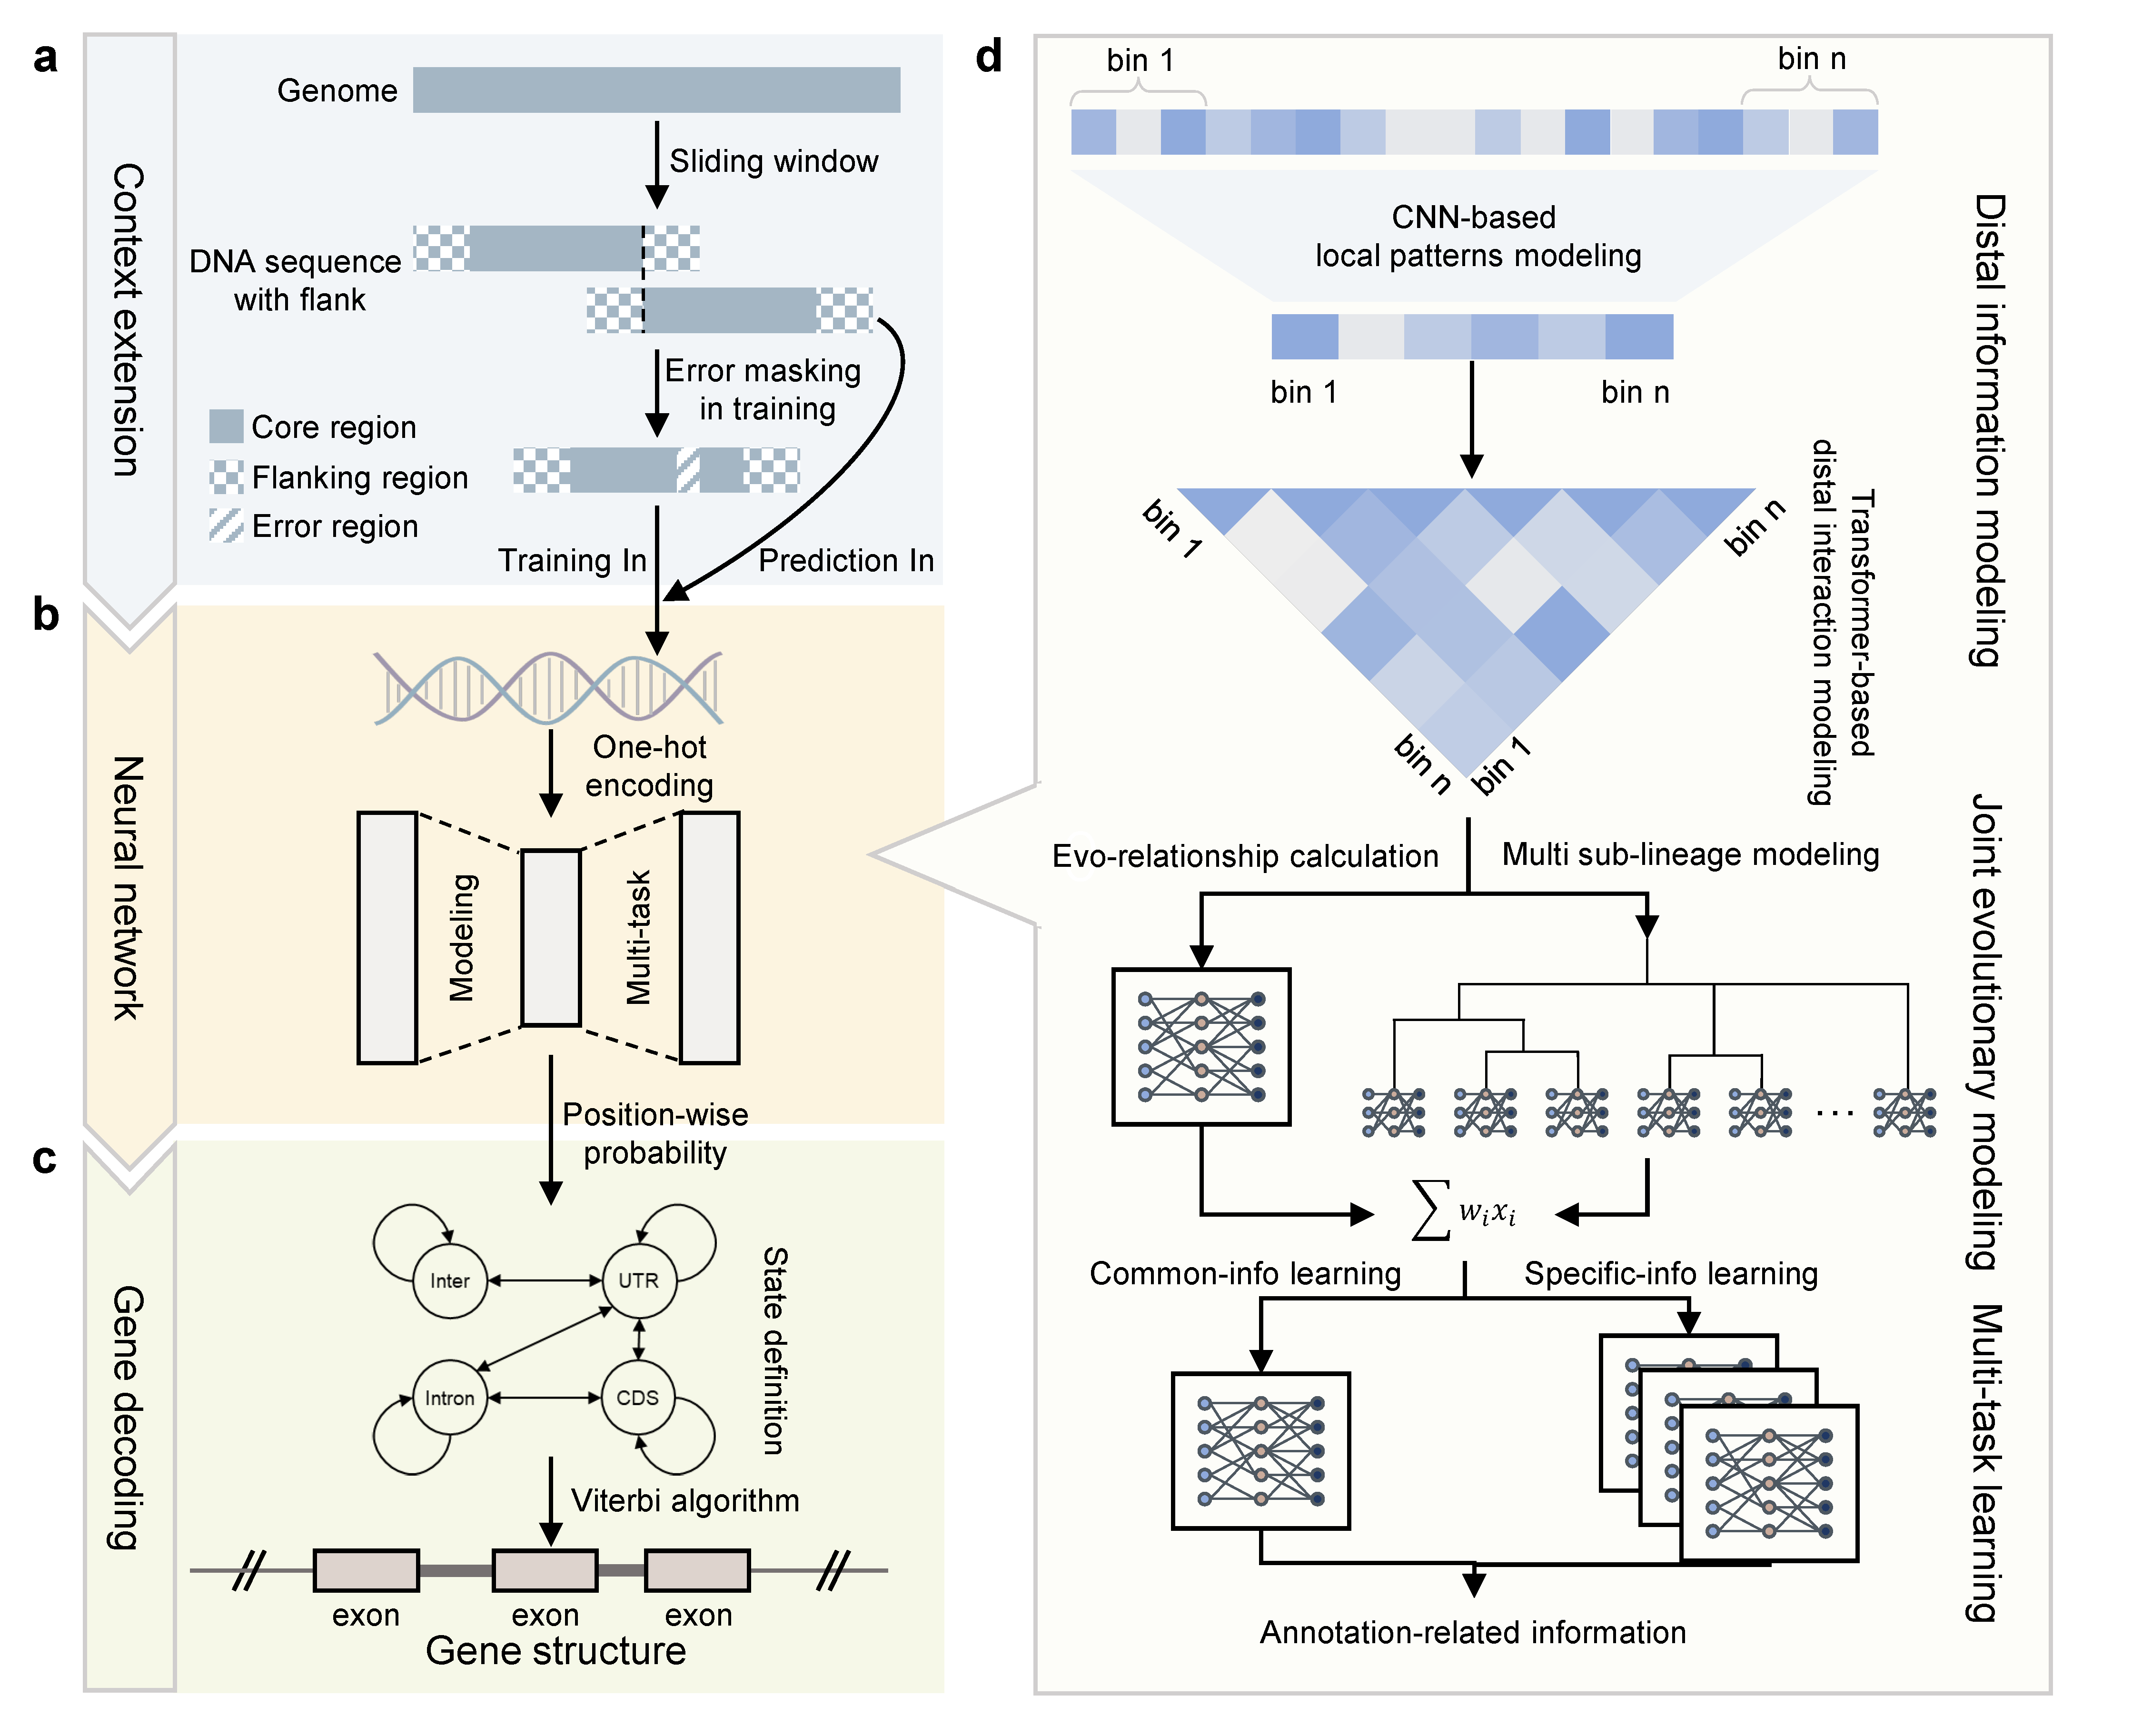 a
Context extension
Genome
Sliding window
DNA sequence
with flank
Error masking
in training
Core region
Flanking region
Error region
Training In
Prediction In
b
Neural network
One-hot
encoding
Modeling
Multi-task
Position-wise
probability
c
Gene decoding
Inter
UTR
Intron
CDS
State definition
Viterbi algorithm
exon
exon
exon
Gene structure
d
bin 1
bin n
CNN-based
local patterns modeling
bin 1
bin n
Distal information modeling
bin 1
bin n
Transformer-based
distal interaction modeling
bin n
bin 1
Evo-relationship calculation
Multi sub-lineage modeling
Joint evolutionary modeling
...
∑ wᵢxᵢ
Common-info learning
Specific-info learning
Multi-task learning
Annotation-related information